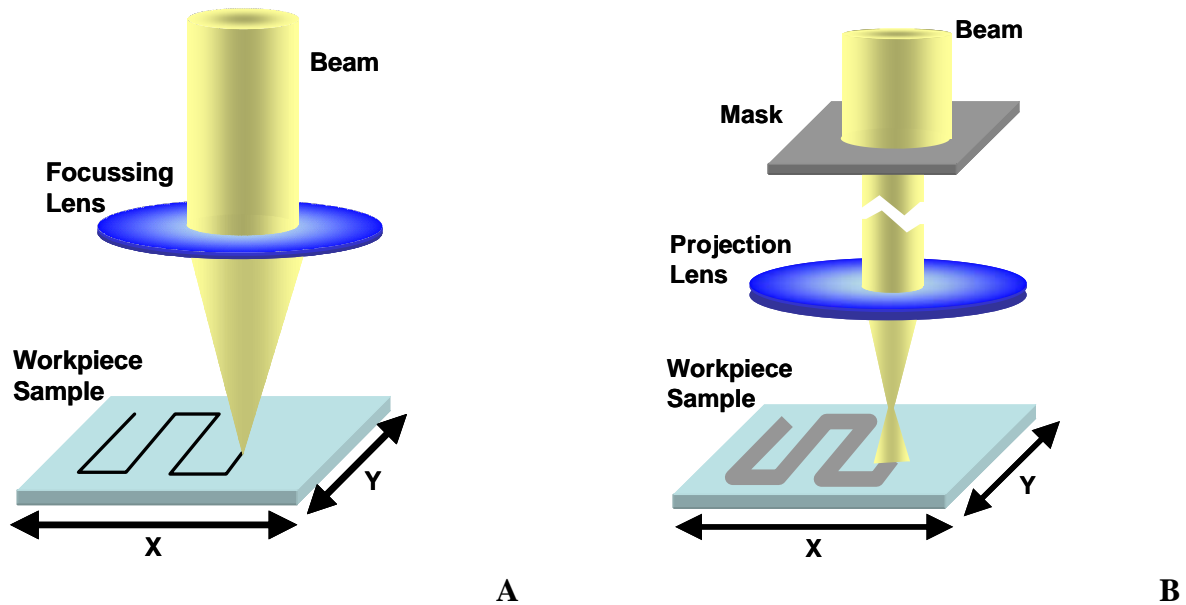 Beam
Focussing
Lens
Workpiece
Sample
Y
X
A
Beam
Mask
Projection
Lens
Workpiece
Sample
Y
X
B